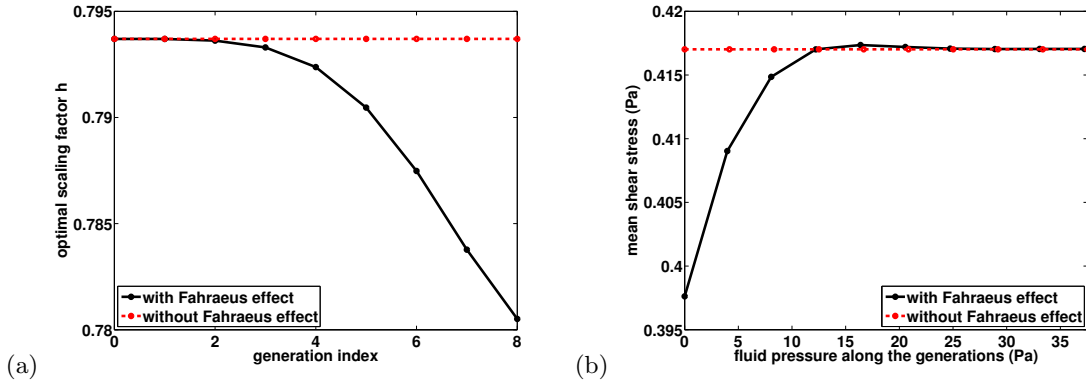 0.795
0.79
0.785
0.78
optimal scaling factor h
0 2 4 6 8
generation index
with Fahraeus effect
without Fahraeus effect
(a)
0.42
0.415
0.41
0.405
0.4
0.395
mean shear stress (Pa)
0 5 10 15 20 25 30 35
fluid pressure along the generations (Pa)
with Fahraeus effect
without Fahraeus effect
(b)